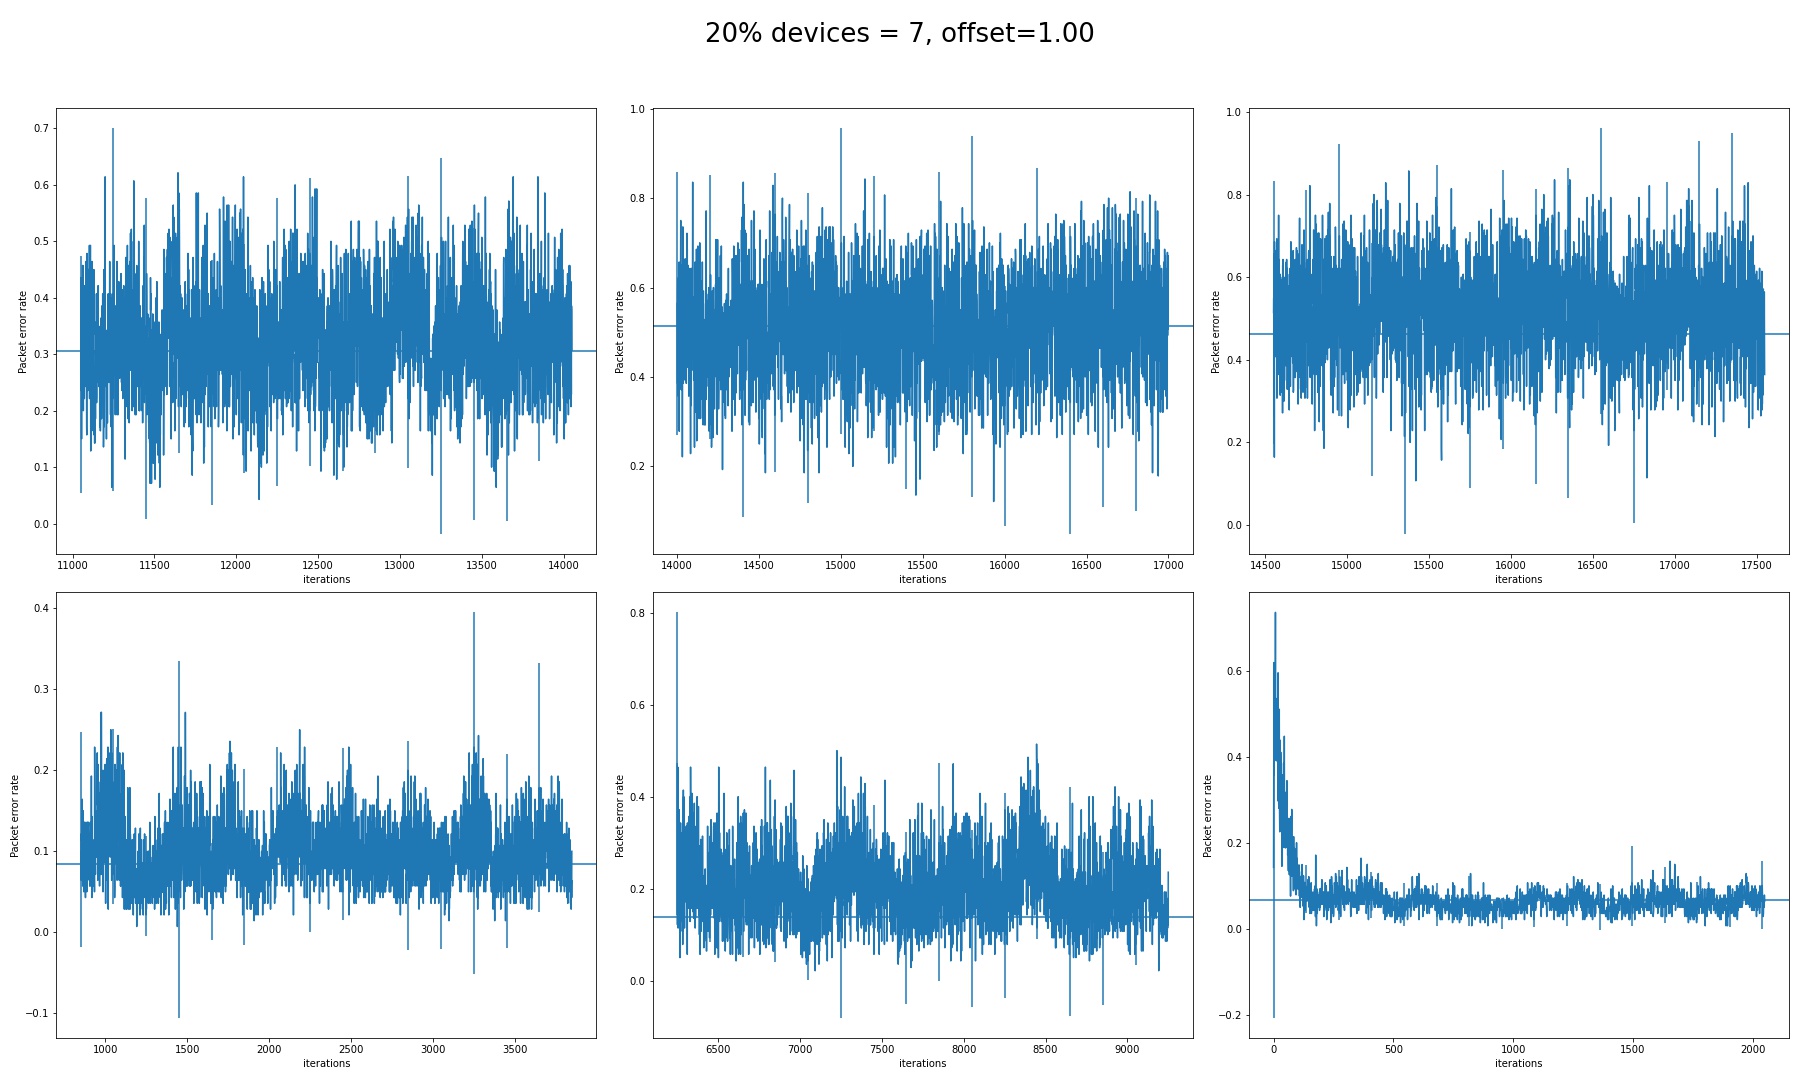 20% devices = 7, offset=1.00
0.7
0.6
0.5
0.4
0.3
0.2
0.1
0.0
Packet error rate
11000 11500 12000 12500 13000 13500 14000
iterations
1.0
0.8
0.6
0.4
0.2
Packet error rate
14000 14500 15000 15500 16000 16500 17000
iterations
1.0
0.8
0.6
0.4
0.2
0.0
Packet error rate
14500 15000 15500 16000 16500 17000 17500
iterations
0.4
0.3
0.2
0.1
0.0
−0.1
Packet error rate
1000 1500 2000 2500 3000 3500
iterations
0.8
0.6
0.4
0.2
0.0
Packet error rate
6500 7000 7500 8000 8500 9000
iterations
0.6
0.4
0.2
0.0
−0.2
Packet error rate
0 500 1000 1500 2000
iterations